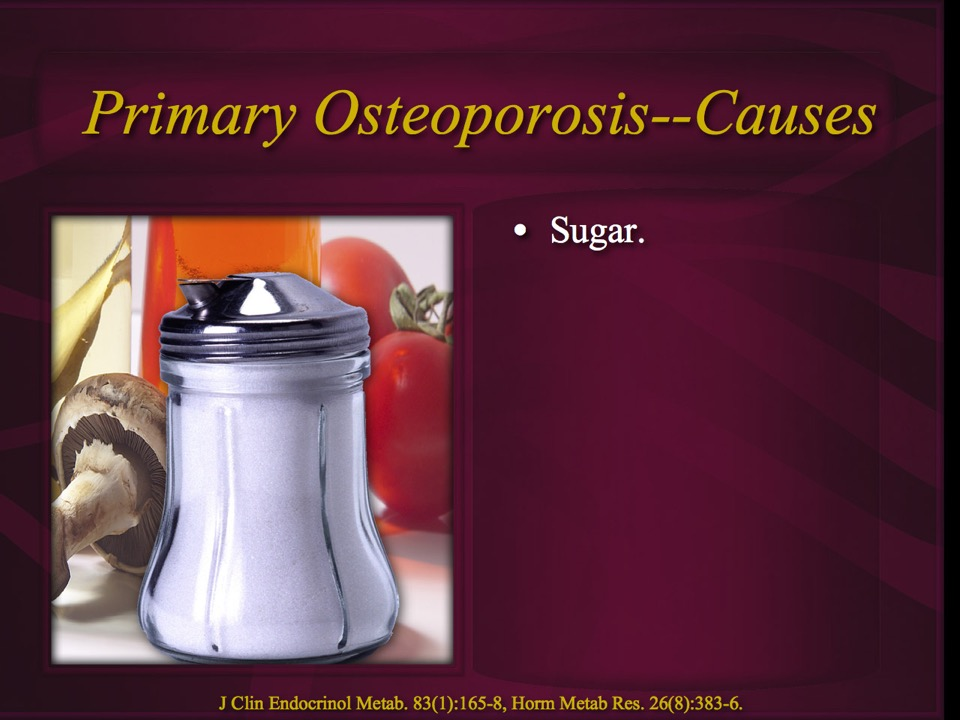 Primary Osteoporosis--Causes
• Sugar.
J Clin Endocrinol Metab. 83(1):165-8, Horm Metab Res. 26(8):383-6.